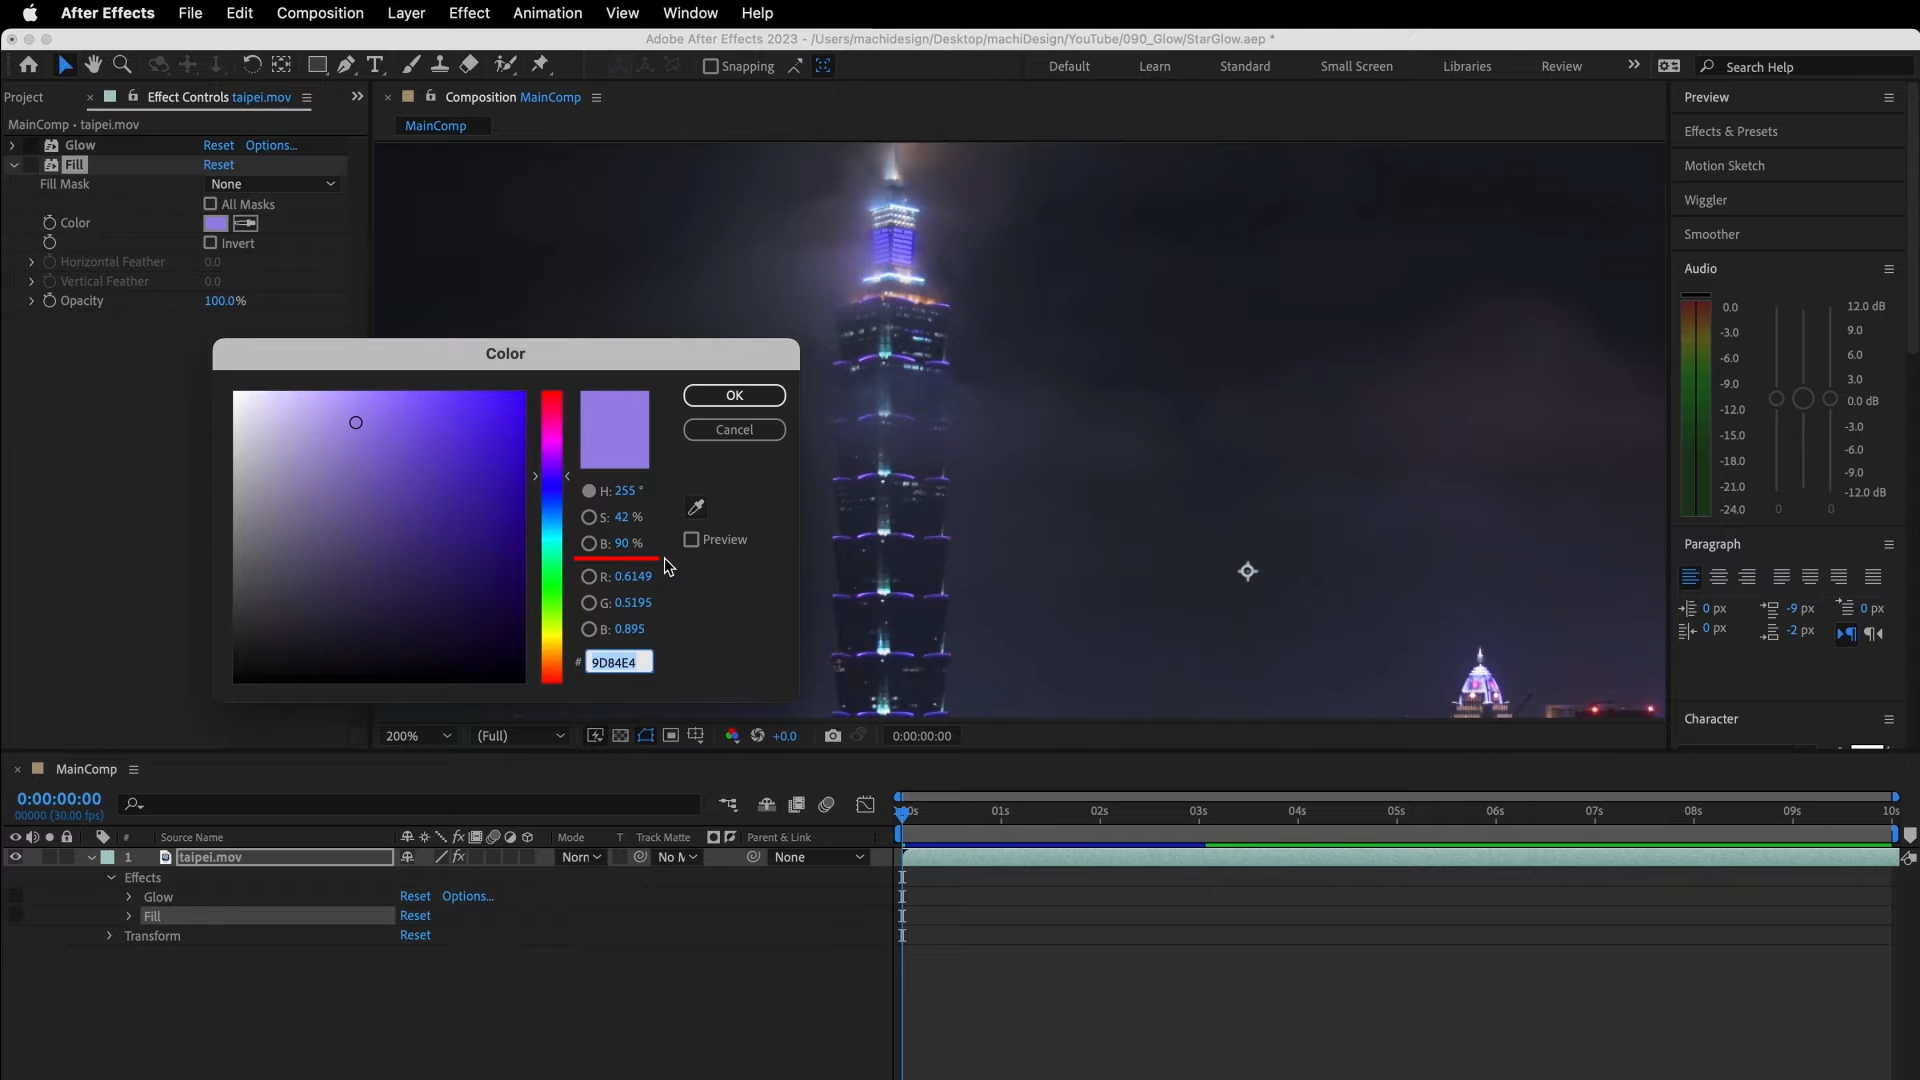 After Effects File Edit Composition Layer Effect Animation View Window Help
Adobe After Effects 2023 - /Users/machidesign/Desktop/machiDesign/YouTube/090_Glow/StarGlow.aep *
Snapping Default Learn Standard Small Screen Libraries Review Search Help
Project Effect Controls taipei.mov
MainComp • taipei.mov
Glow Reset Options...
Fill Reset
Fill Mask None
All Masks
Color
Invert
Horizontal Feather 0.0
Vertical Feather 0.0
Opacity 100.0%
Composition MainComp
MainComp
Color
OK
Cancel
H: 255 °
S: 42 %
B: 90 %
Preview
R: 0.6149
G: 0.5195
B: 0.895
# 9D84E4
200% (Full) +0.0 0:00:00:00
Preview
Effects & Presets
Motion Sketch
Wiggler
Smoother
Audio
0.0 12.0 dB
-3.0 9.0
-6.0 6.0
-9.0 3.0
-12.0 0.0 dB
-15.0 -3.0
-18.0 -6.0
-21.0 -9.0
-24.0 0 0 -12.0 dB
Paragraph
0 px -9 px 0 px
0 px -2 px
Character
MainComp
0:00:00:00
00000 (30.00 fps)
# Source Name Mode T Track Matte Parent & Link
0s 01s 02s 03s 04s 05s 06s 07s 08s 09s 10s
1 taipei.mov Norn No M None
Effects
Glow Reset Options...
Fill Reset
Transform Reset